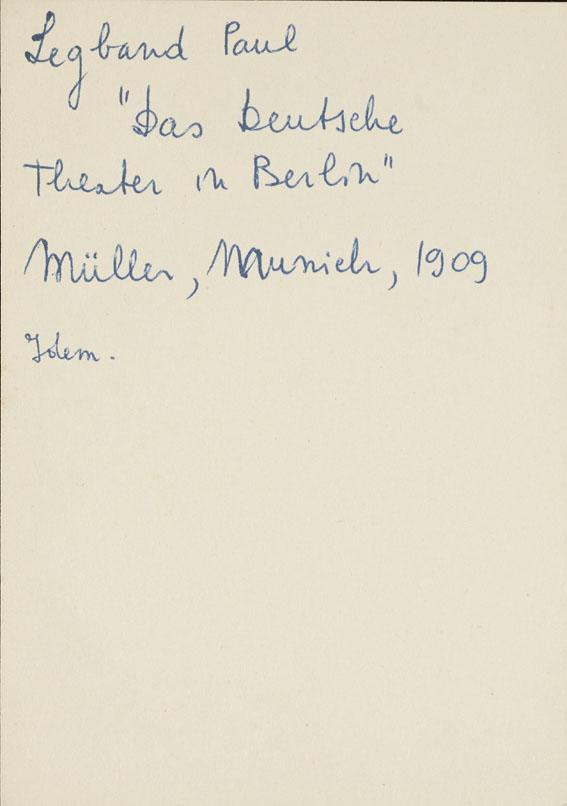 Legband Paul
"Das Deutsche
Theater in Berlin"
Müller, Munich, 1909
Idem.